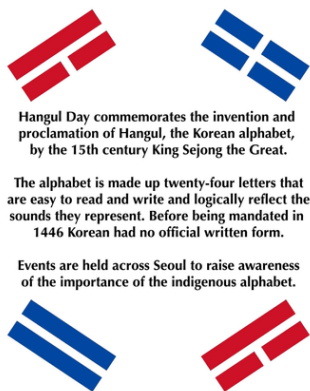 Hangul Day commemorates the invention and
proclamation of Hangul, the Korean alphabet,
by the 15th century King Sejong the Great.
The alphabet is made up twenty-four letters that
are easy to read and write and logically reflect the
sounds they represent. Before being mandated in
1446 Korean had no official written form.
Events are held across Seoul to raise awareness
of the importance of the indigenous alphabet.